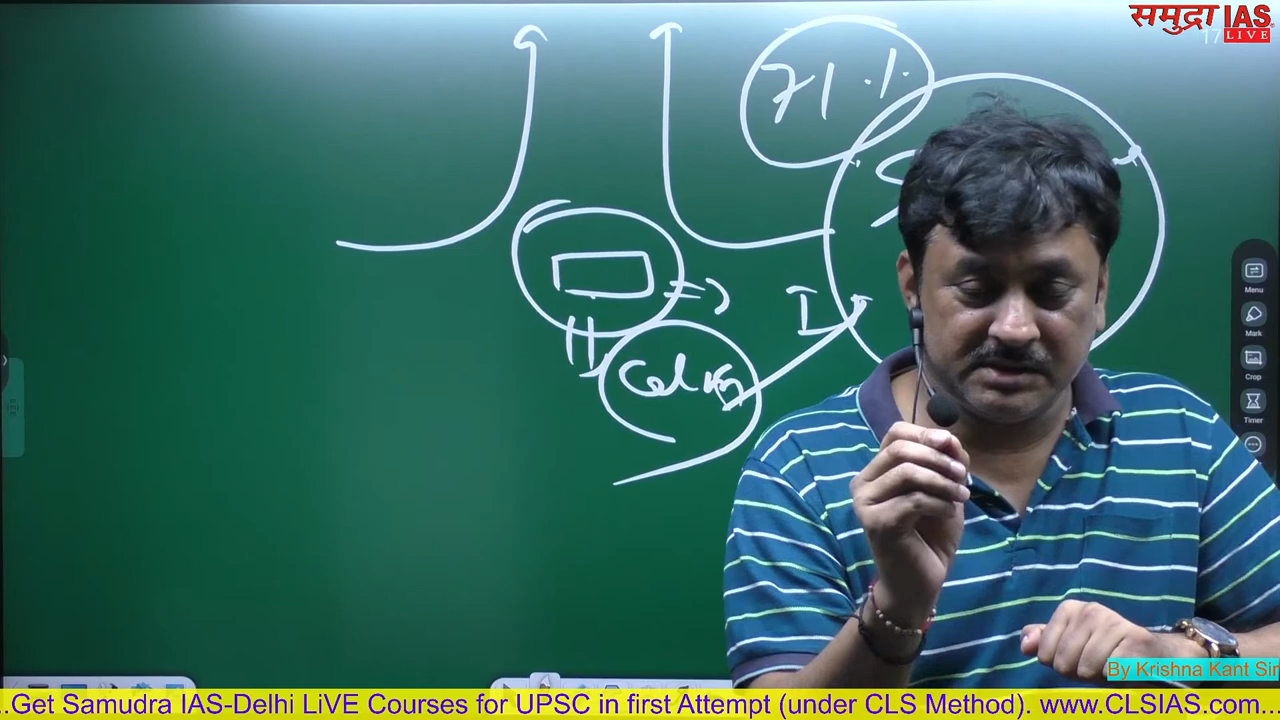 समुद्रा IAS
LIVE
17
71.1.
Menu
Mark
Crop
Timer
By Krishna Kant Sir
..Get Samudra IAS-Delhi LiVE Courses for UPSC in first Attempt (under CLS Method). www.CLSIAS.com...